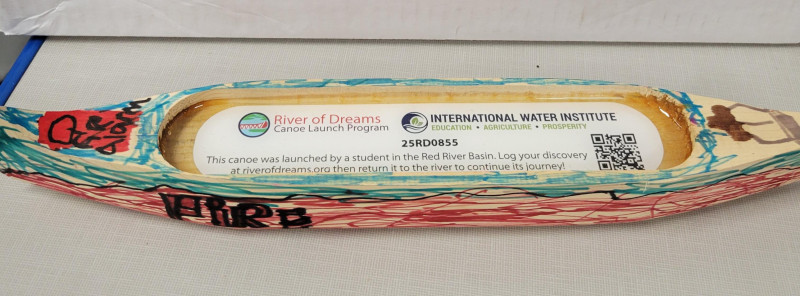 River of Dreams
Canoe Launch Program
INTERNATIONAL WATER INSTITUTE
EDUCATION • AGRICULTURE • PROSPERITY
25RD0855
This canoe was launched by a student in the Red River Basin. Log your discovery
at riverofdreams.org then return it to the river to continue its journey!
Alarm